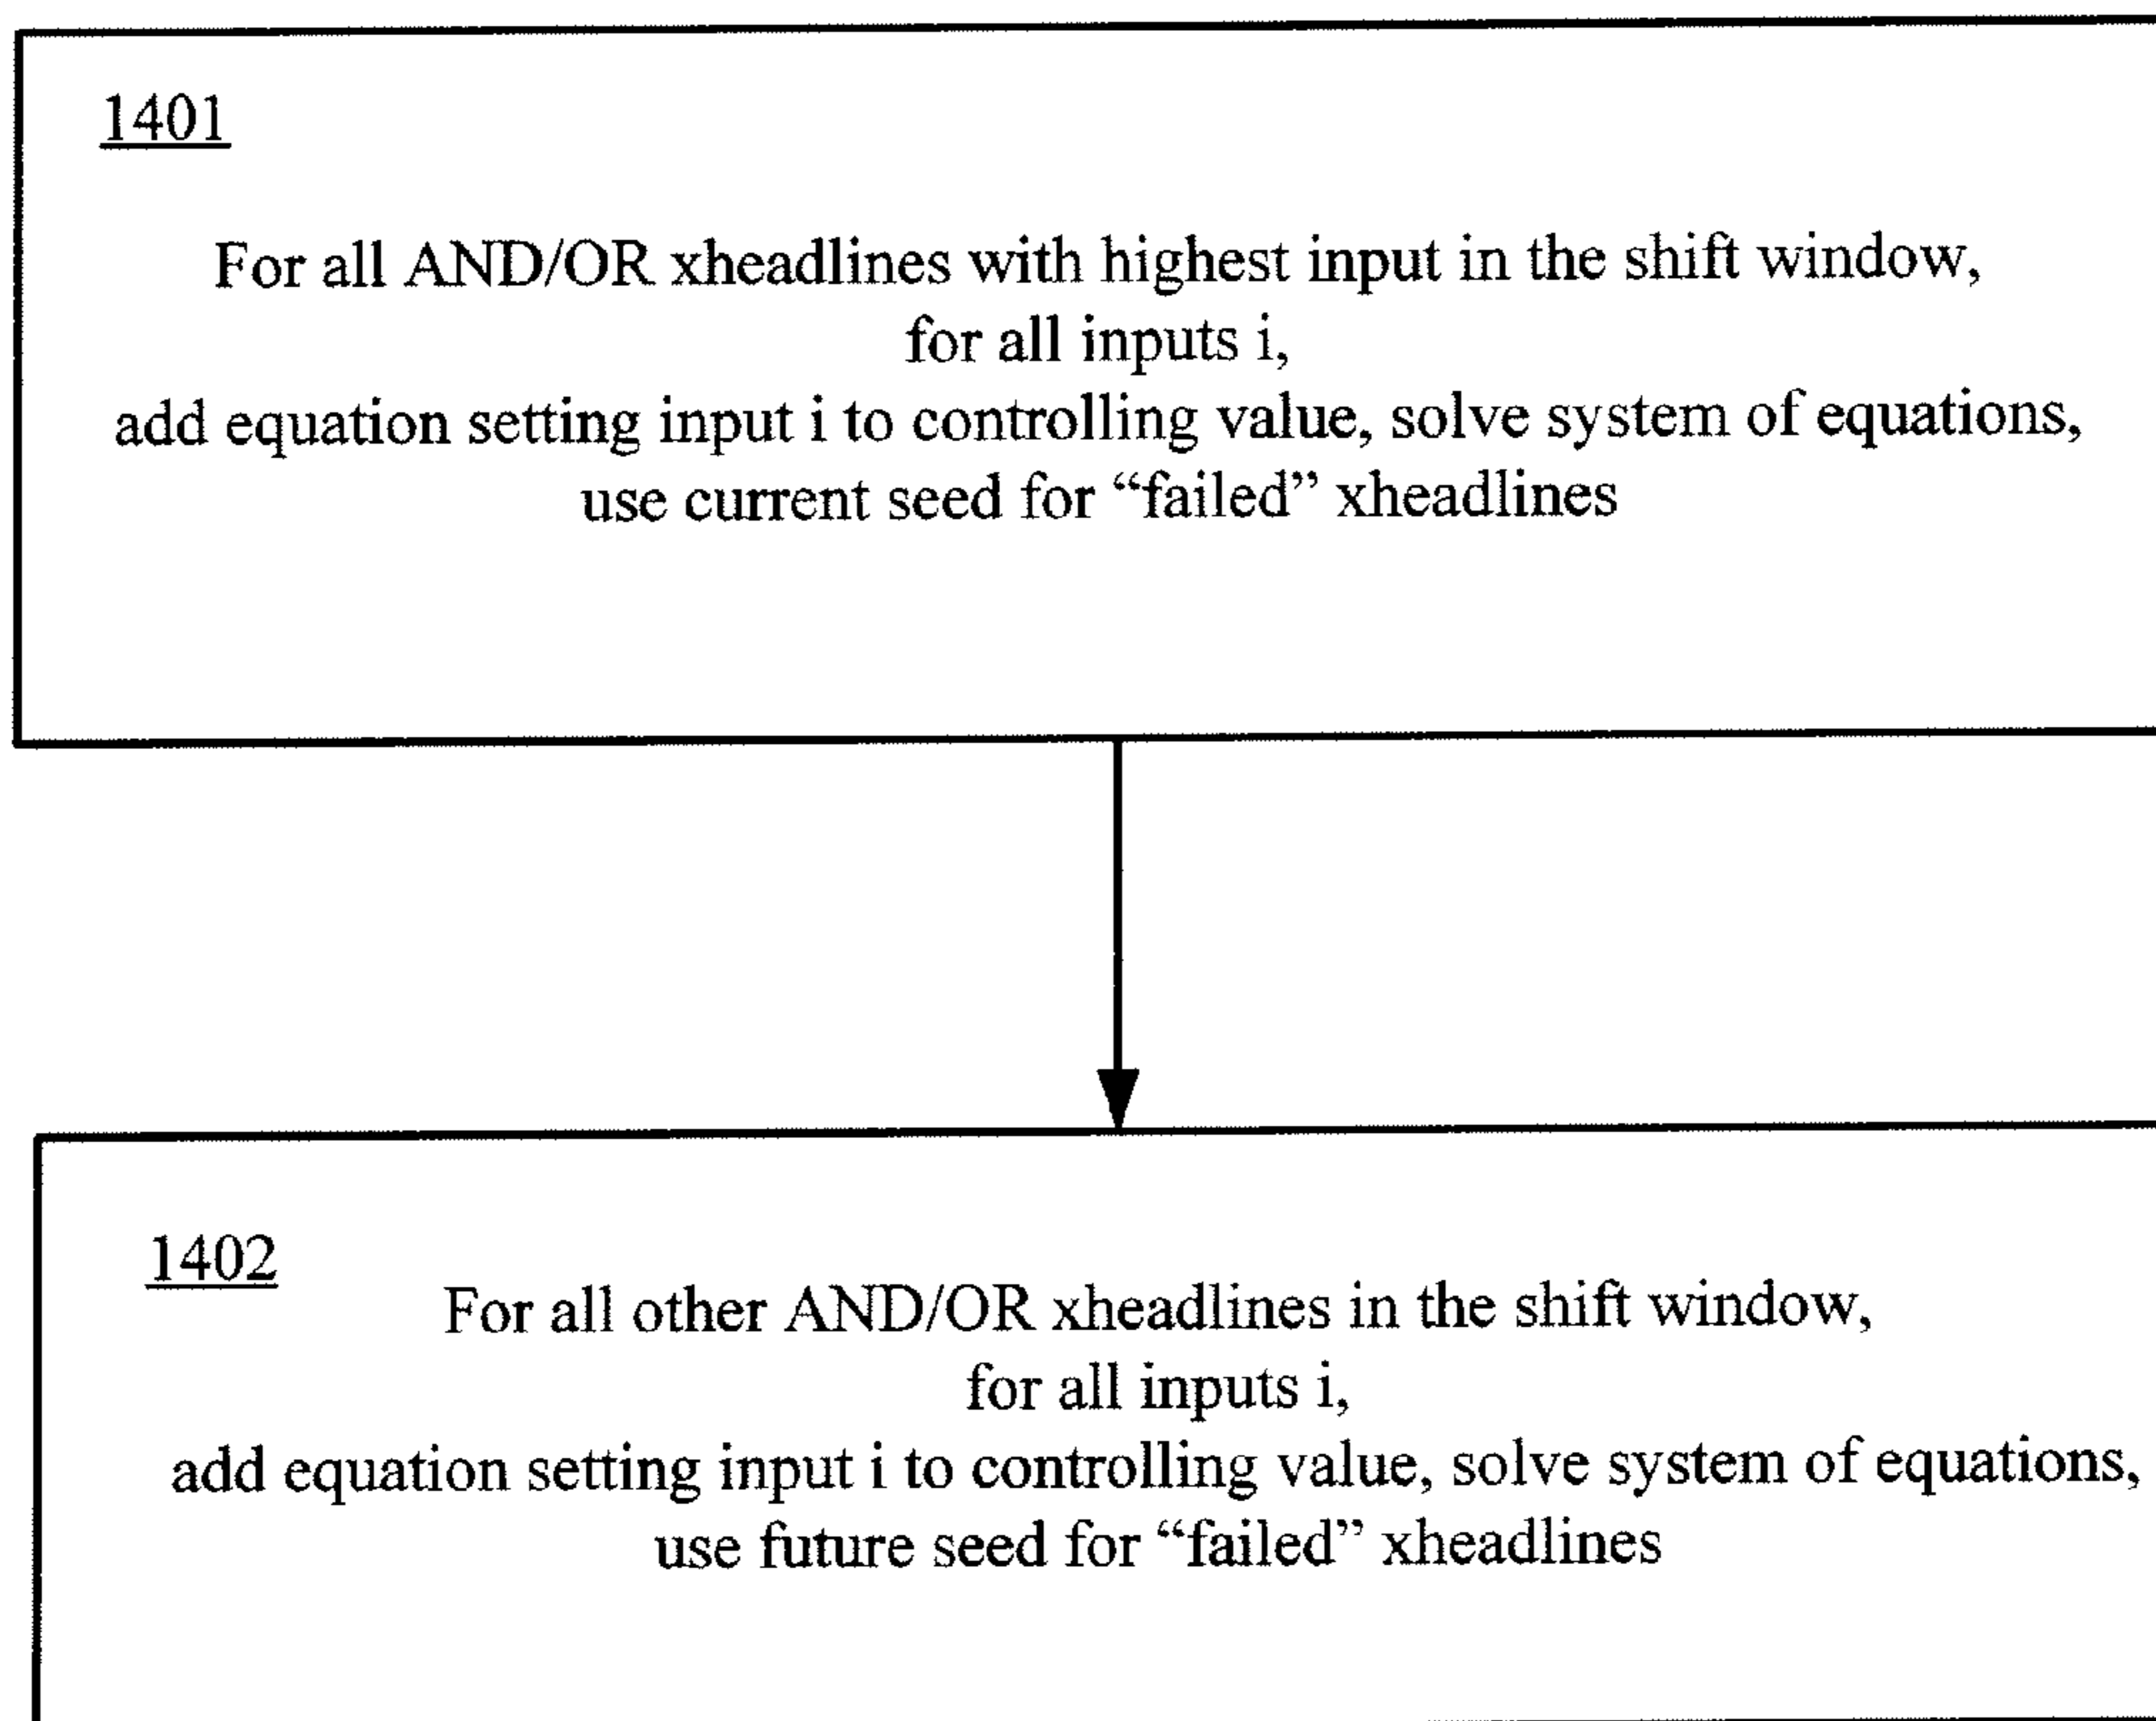 1401
For all AND/OR xheadlines with highest input in the shift window,
for all inputs i,
add equation setting input i to controlling value, solve system of equations,
use current seed for “failed” xheadlines
1402
For all other AND/OR xheadlines in the shift window,
for all inputs i,
add equation setting input i to controlling value, solve system of equations,
use future seed for “failed” xheadlines